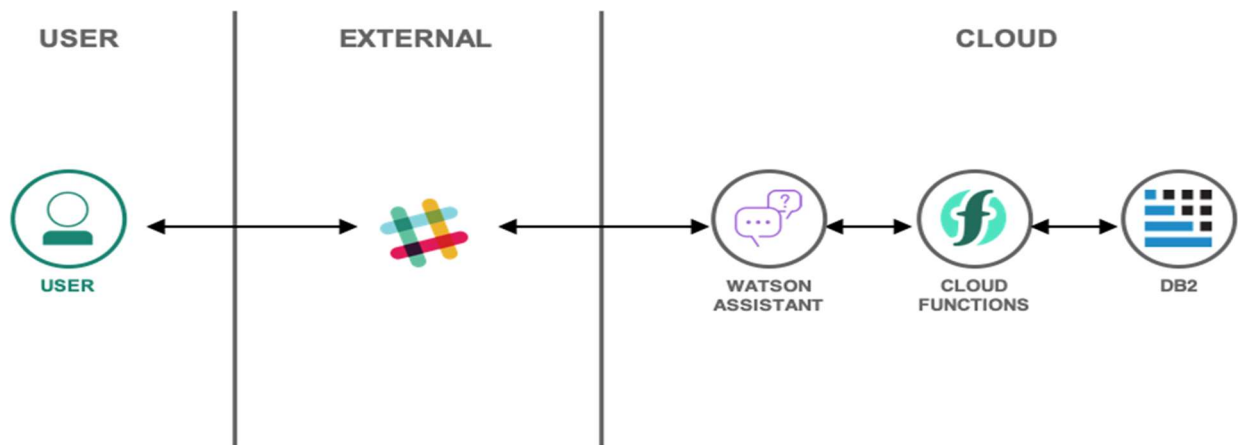 USER
EXTERNAL
CLOUD
?
USER
WATSON
ASSISTANT
CLOUD
FUNCTIONS
DB2